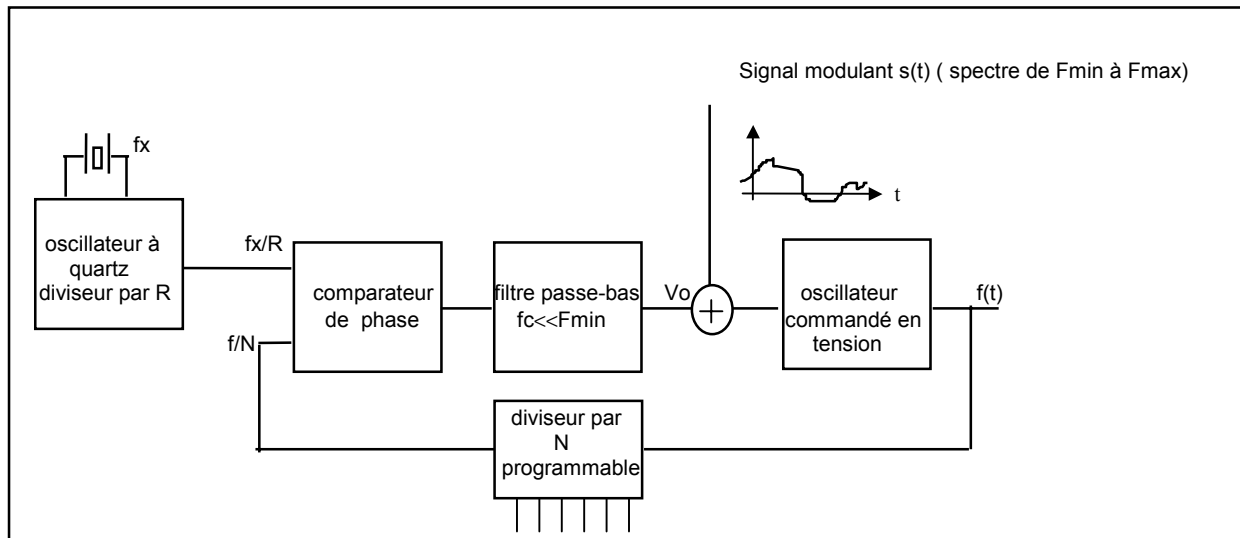 Signal modulant s(t) ( spectre de Fmin à Fmax)
fx
t
oscillateur à
quartz
diviseur par R
fx/R
f/N
comparateur
de phase
filtre passe-bas
fc<<Fmin
Vo
+
oscillateur
commandé en
tension
f(t)
diviseur par
N
programmable